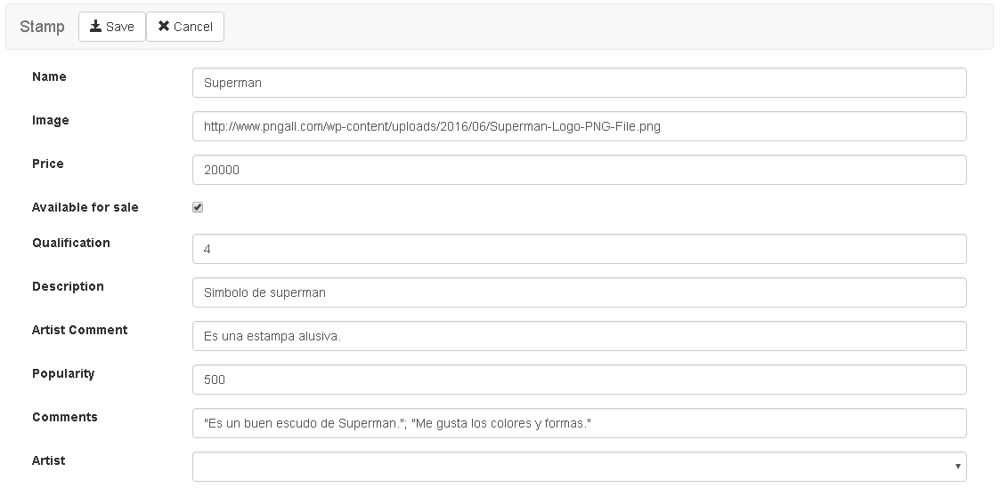 Stamp Save Cancel
Name Superman
Image http://www.pngall.com/wp-content/uploads/2016/06/Superman-Logo-PNG-File.png
Price 20000
Available for sale
Qualification 4
Description Simbolo de superman
Artist Comment Es una estampa alusiva.
Popularity 500
Comments "Es un buen escudo de Superman."; "Me gusta los colores y formas."
Artist